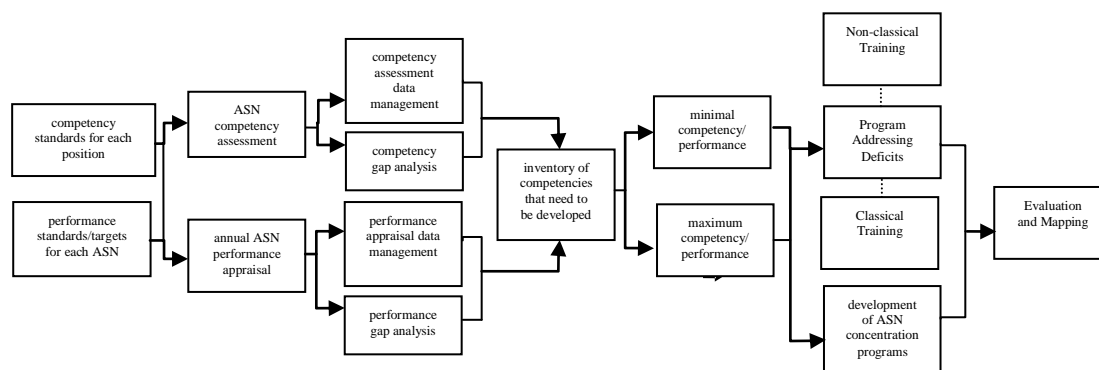 competency
standards for each
position
performance
standards/targets
for each ASN
ASN
competency
assessment
annual ASN
performance
appraisal
competency
assessment
data
management
competency
gap analysis
performance
appraisal data
management
performance
gap analysis
inventory of
competencies
that need to
be developed
minimal
competency/
performance
maximum
competency/
performance
Non-classical
Training
Program
Addressing
Deficits
Classical
Training
development
of ASN
concentration
programs
Evaluation
and Mapping